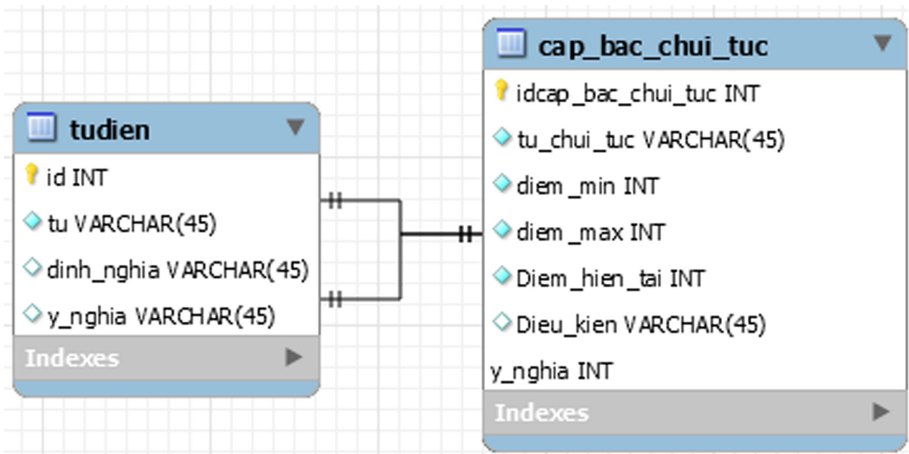 tudien
id INT
tu VARCHAR(45)
dinh_nghia VARCHAR(45)
y_nghia VARCHAR(45)
Indexes
cap_bac_chui_tuc
idcap_bac_chui_tuc INT
tu_chui_tuc VARCHAR(45)
diem_min INT
diem_max INT
Diem_hien_tai INT
Dieu_kien VARCHAR(45)
y_nghia INT
Indexes